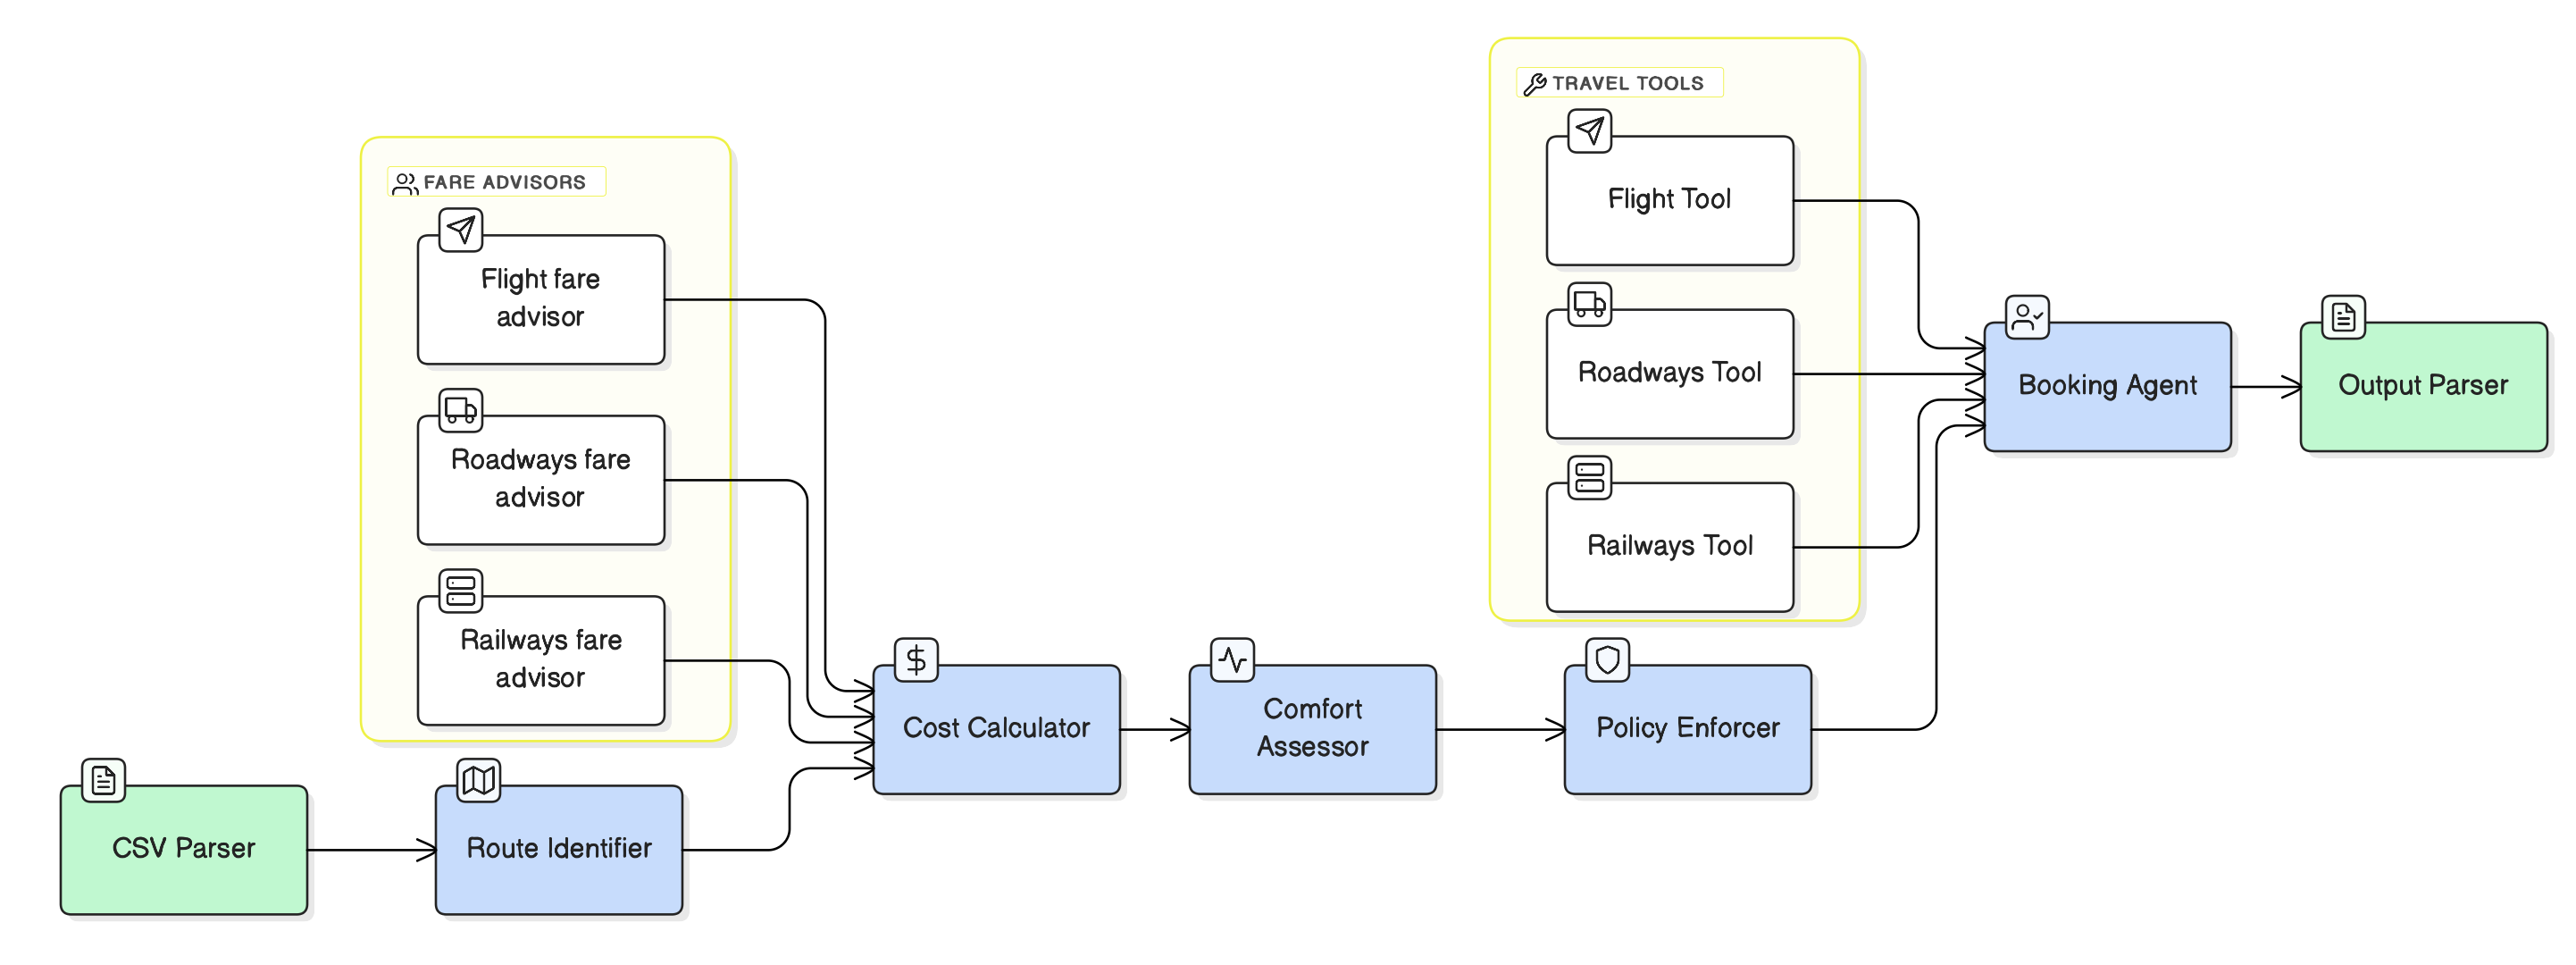 TRAVEL TOOLS
Flight Tool
Roadways Tool
Railways Tool
FARE ADVISORS
Flight fare
advisor
Roadways fare
advisor
Railways fare
advisor
CSV Parser
Route Identifier
Cost Calculator
Comfort
Assessor
Policy Enforcer
Booking Agent
Output Parser